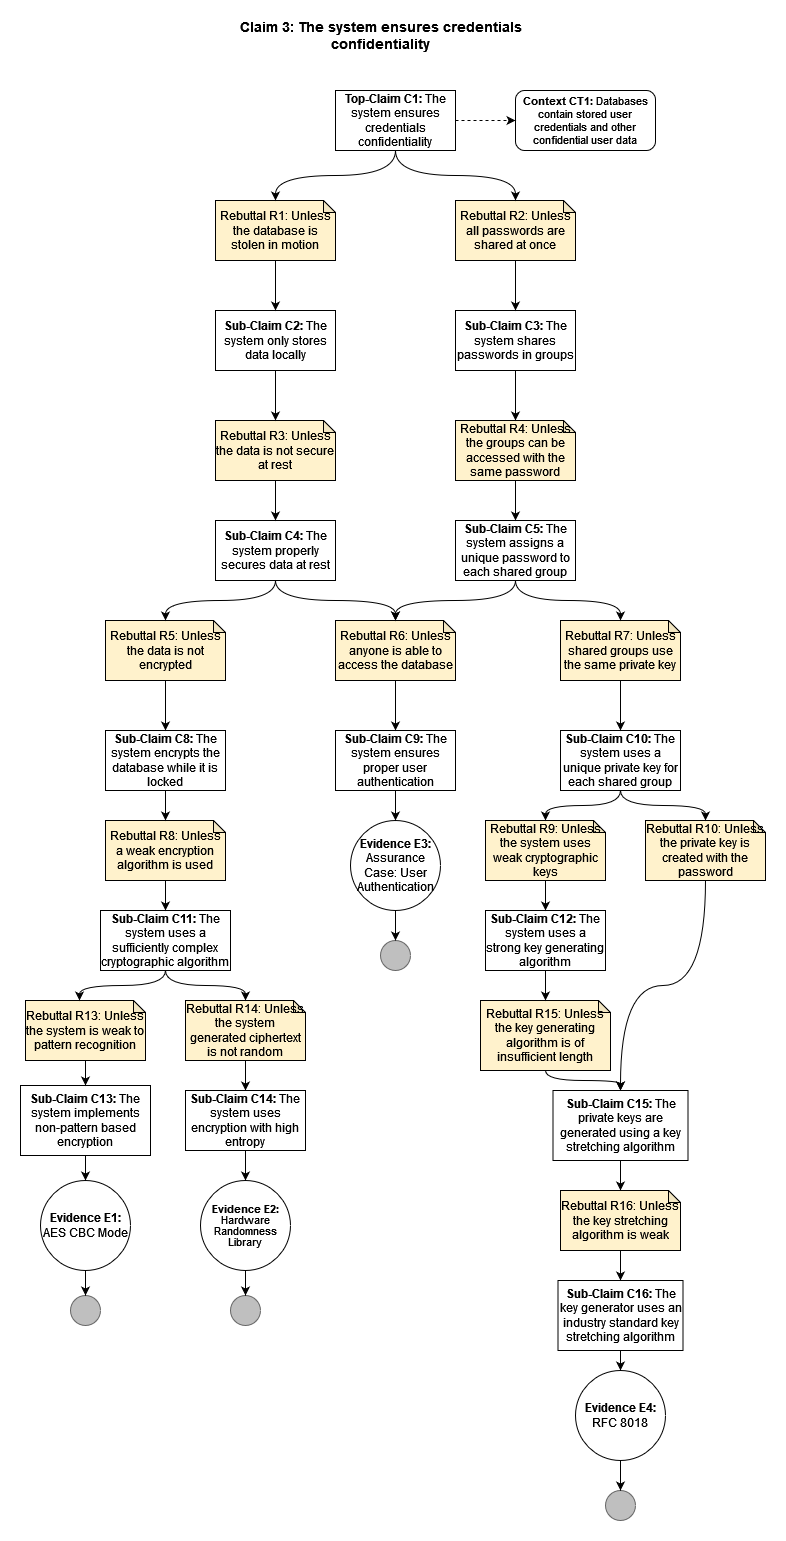 Claim 3: The system ensures credentials
confidentiality
Top-Claim C1: The
system ensures
credentials
confidentiality
Context CT1: Databases
contain stored user
credentials and other
confidential user data
Rebuttal R1: Unless
the database is
stolen in motion
Rebuttal R2: Unless
all passwords are
shared at once
Sub-Claim C2: The
system only stores
data locally
Sub-Claim C3: The
system shares
passwords in groups
Rebuttal R3: Unless
the data is not secure
at rest
Rebuttal R4: Unless
the groups can be
accessed with the
same password
Sub-Claim C4: The
system properly
secures data at rest
Sub-Claim C5: The
system assigns a
unique password to
each shared group
Rebuttal R5: Unless
the data is not
encrypted
Rebuttal R6: Unless
anyone is able to
access the database
Rebuttal R7: Unless
shared groups use
the same private key
Sub-Claim C8: The
system encrypts the
database while it is
locked
Sub-Claim C9: The
system ensures
proper user
authentication
Sub-Claim C10: The
system uses a
unique private key for
each shared group
Rebuttal R8: Unless
a weak encryption
algorithm is used
Evidence E3:
Assurance
Case: User
Authentication
Rebuttal R9: Unless
the system uses
weak cryptographic
keys
Rebuttal R10: Unless
the private key is
created with the
password
Sub-Claim C11: The
system uses a
sufficiently complex
cryptographic algorithm
Sub-Claim C12: The
system uses a
strong key generating
algorithm
Rebuttal R13: Unless
the system is weak to
pattern recognition
Rebuttal R14: Unless
the system
generated ciphertext
is not random
Rebuttal R15: Unless
the key generating
algorithm is of
insufficient length
Sub-Claim C13: The
system implements
non-pattern based
encryption
Sub-Claim C14: The
system uses
encryption with high
entropy
Sub-Claim C15: The
private keys are
generated using a key
stretching algorithm
Evidence E1:
AES CBC Mode
Evidence E2:
Hardware
Randomness
Library
Rebuttal R16: Unless
the key stretching
algorithm is weak
Sub-Claim C16: The
key generator uses an
industry standard key
stretching algorithm
Evidence E4:
RFC 8018